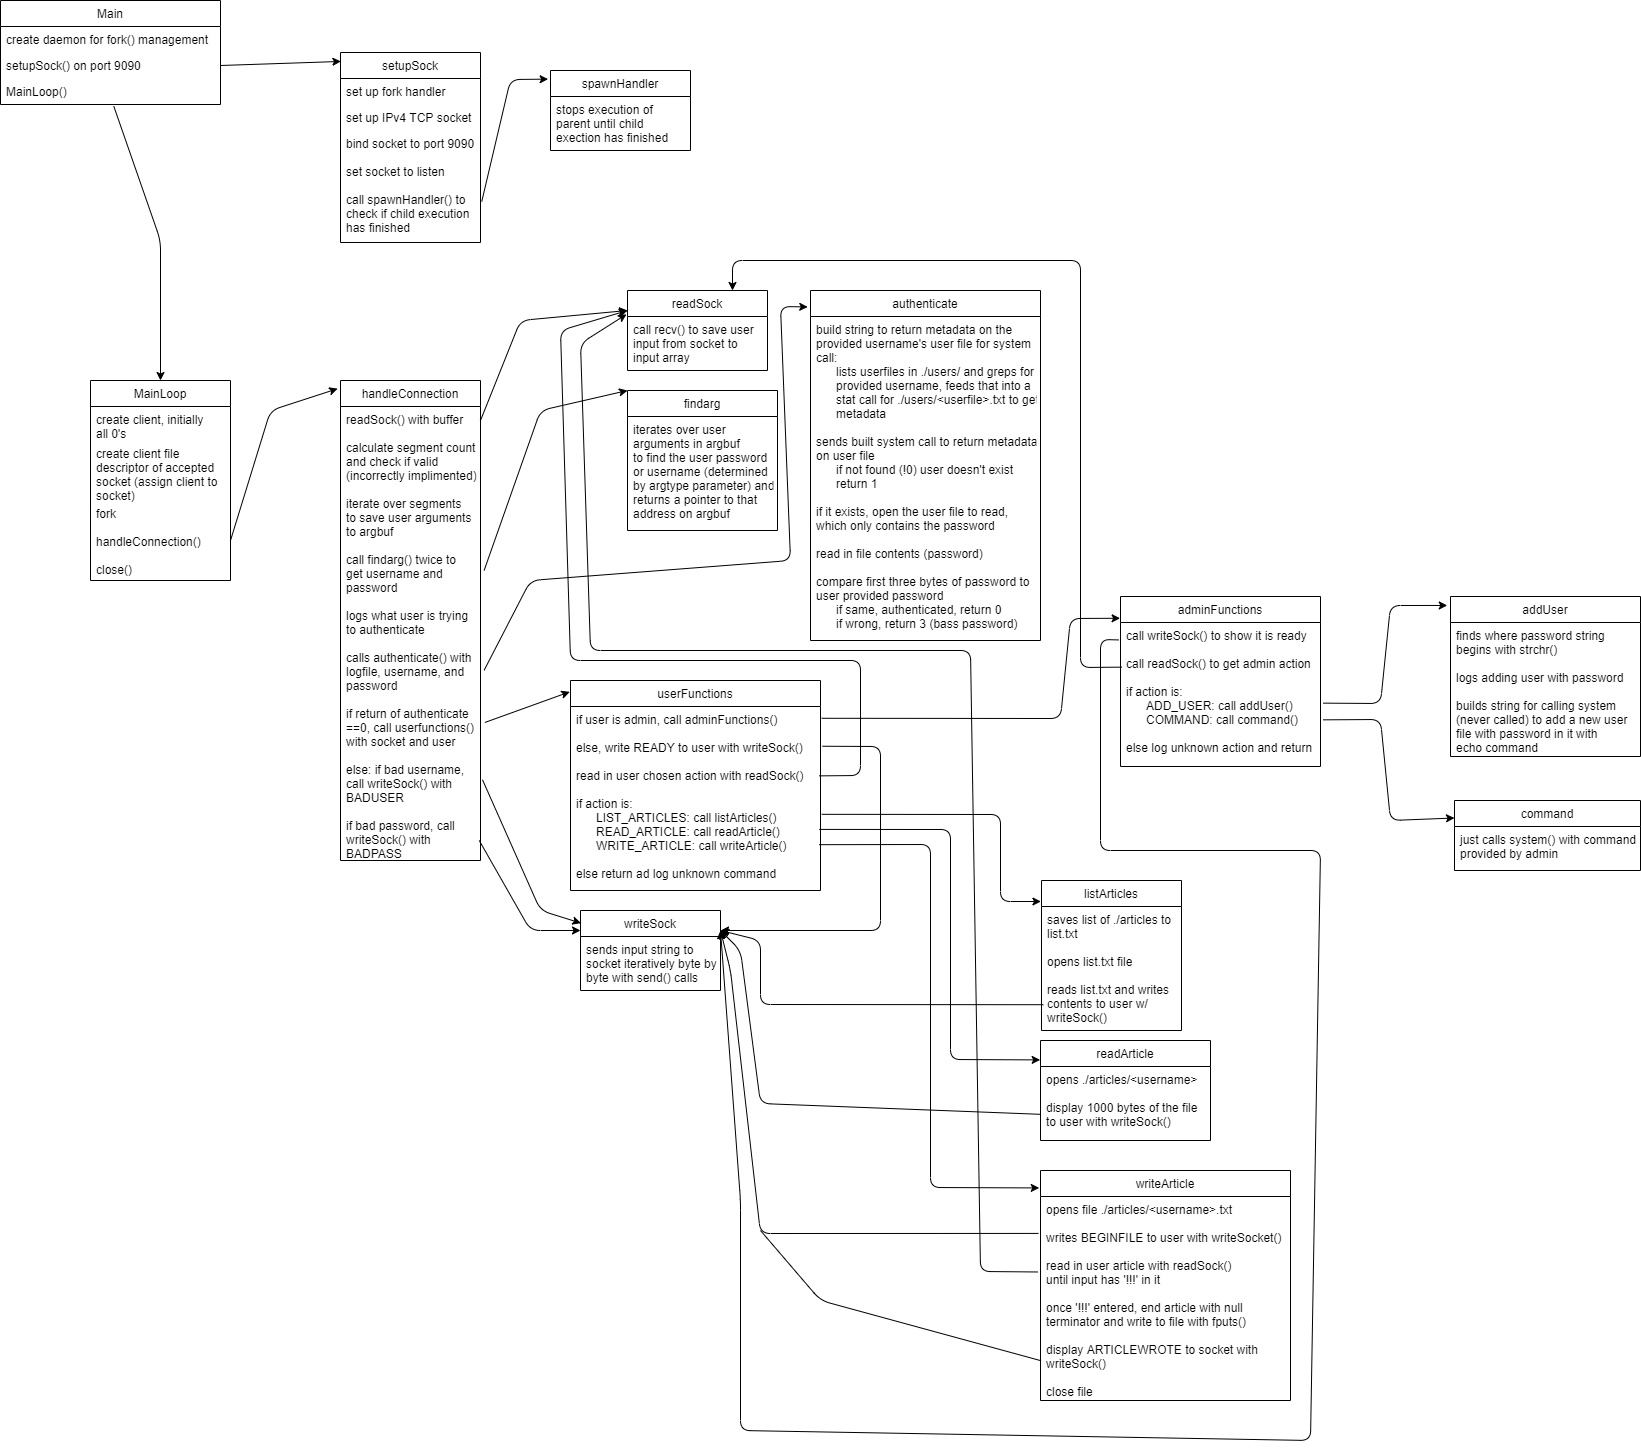 Main
create daemon for fork() management
setupSock() on port 9090
MainLoop()
setupSock
set up fork handler
set up IPv4 TCP socket
bind socket to port 9090
set socket to listen
call spawnHandler() to
check if child execution
has finished
spawnHandler
stops execution of
parent until child
exection has finished
MainLoop
create client, initially
all 0's
create client file
descriptor of accepted
socket (assign client to
socket)
fork
handleConnection()
close()
handleConnection
readSock() with buffer
calculate segment count
and check if valid
(incorrectly implimented)
iterate over segments
to save user arguments
to argbuf
call findarg() twice to
get username and
password
logs what user is trying
to authenticate
calls authenticate() with
logfile, username, and
password
if return of authenticate
==0, call userfunctions()
with socket and user
else: if bad username,
call writeSock() with
BADUSER
if bad password, call
writeSock() with
BADPASS
readSock
call recv() to save user
input from socket to
input array
findarg
iterates over user
arguments in argbuf
to find the user password
or username (determined
by argtype parameter) and
returns a pointer to that
address on argbuf
authenticate
build string to return metadata on the
provided username's user file for system
call:
lists userfiles in ./users/ and greps for
provided username, feeds that into a
stat call for ./users/<userfile>.txt to get
metadata
sends built system call to return metadata
on user file
if not found (!0) user doesn't exist
return 1
if it exists, open the user file to read,
which only contains the password
read in file contents (password)
compare first three bytes of password to
user provided password
if same, authenticated, return 0
if wrong, return 3 (bass password)
userFunctions
if user is admin, call adminFunctions()
else, write READY to user with writeSock()
read in user chosen action with readSock()
if action is:
LIST_ARTICLES: call listArticles()
READ_ARTICLE: call readArticle()
WRITE_ARTICLE: call writeArticle()
else return ad log unknown command
writeSock
sends input string to
socket iteratively byte by
byte with send() calls
adminFunctions
call writeSock() to show it is ready
call readSock() to get admin action
if action is:
ADD_USER: call addUser()
COMMAND: call command()
else log unknown action and return
addUser
finds where password string
begins with strchr()
logs adding user with password
builds string for calling system
(never called) to add a new user
file with password in it with
echo command
command
just calls system() with command
provided by admin
listArticles
saves list of ./articles to
list.txt
opens list.txt file
reads list.txt and writes
contents to user w/
writeSock()
readArticle
opens ./articles/<username>
display 1000 bytes of the file
to user with writeSock()
writeArticle
opens file ./articles/<username>.txt
writes BEGINFILE to user with writeSocket()
read in user article with readSock()
until input has '!!!' in it
once '!!!' entered, end article with null
terminator and write to file with fputs()
display ARTICLEWROTE to socket with
writeSock()
close file